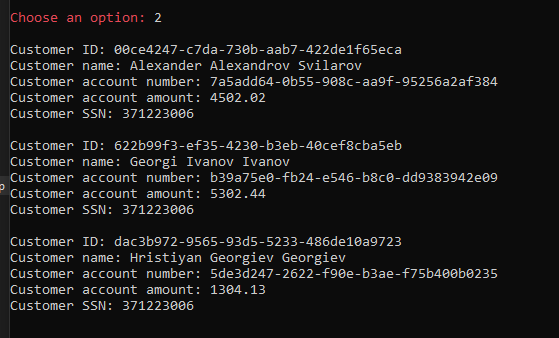 Choose an option: 2
Customer ID: 00ce4247-c7da-730b-aab7-422de1f65eca
Customer name: Alexander Alexandrov Svilarov
Customer account number: 7a5add64-0b55-908c-aa9f-95256a2af384
Customer account amount: 4502.02
Customer SSN: 371223006
Customer ID: 622b99f3-ef35-4230-b3eb-40cef8cba5eb
Customer name: Georgi Ivanov Ivanov
Customer account number: b39a75e0-fb24-e546-b8c0-dd9383942e09
Customer account amount: 5302.44
Customer SSN: 371223006
Customer ID: dac3b972-9565-93d5-5233-486de10a9723
Customer name: Hristiyan Georgiev Georgiev
Customer account number: 5de3d247-2622-f90e-b3ae-f75b400b0235
Customer account amount: 1304.13
Customer SSN: 371223006